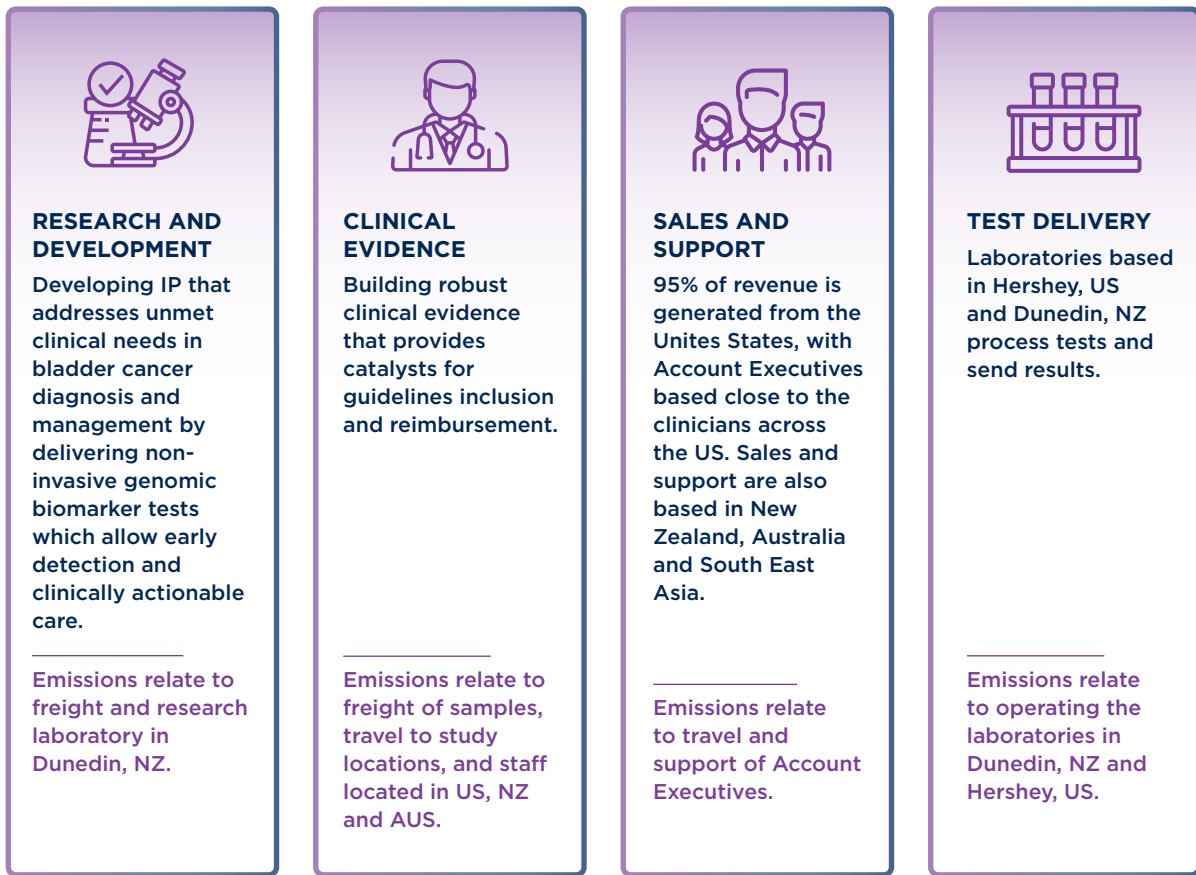 RESEARCH AND
DEVELOPMENT
Developing IP that
addresses unmet
clinical needs in
bladder cancer
diagnosis and
management by
delivering non-
invasive genomic
biomarker tests
which allow early
detection and
clinically actionable
care.
Emissions relate to
freight and research
laboratory in
Dunedin, NZ.
CLINICAL
EVIDENCE
Building robust
clinical evidence
that provides
catalysts for
guidelines inclusion
and reimbursement.
Emissions relate to
freight of samples,
travel to study
locations, and staff
located in US, NZ
and AUS.
SALES AND
SUPPORT
95% of revenue is
generated from the
Unites States, with
Account Executives
based close to the
clinicians across
the US. Sales and
support are also
based in New
Zealand, Australia
and South East
Asia.
Emissions relate
to travel and
support of Account
Executives.
TEST DELIVERY
Laboratories based
in Hershey, US
and Dunedin, NZ
process tests and
send results.
Emissions relate
to operating the
laboratories in
Dunedin, NZ and
Hershey, US.